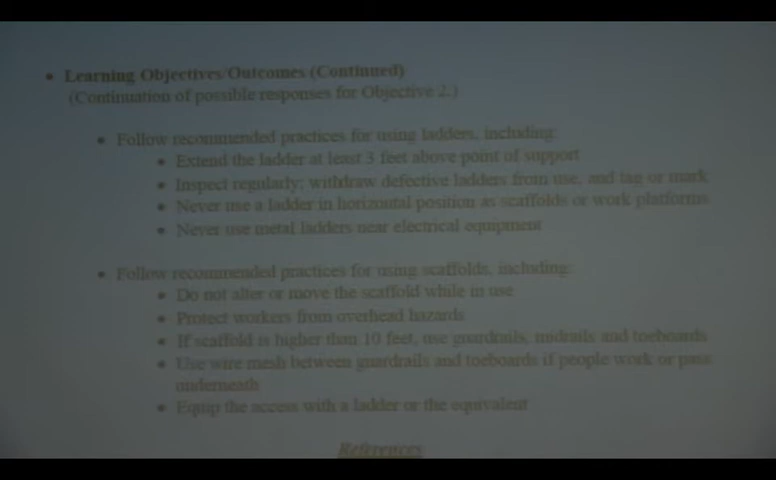 • Learning Objectives/Outcomes (Continued)
(Continuation of possible responses for Objective 2.)
• Follow recommended practices for using ladders, including:
• Extend the ladder at least 3 feet above point of support
• Inspect regularly; withdraw defective ladders from use, and tag or mark
• Never use a ladder in horizontal position as scaffolds or work platforms
• Never use metal ladders near electrical equipment
• Follow recommended practices for using scaffolds, including:
• Do not alter or move the scaffold while in use
• Protect workers from overhead hazards
• If scaffold is higher than 10 feet, use guardrails, midrails and toeboards
• Use wire mesh between guardrails and toeboards if people work or pass
underneath
• Equip the access with a ladder or the equivalent
References